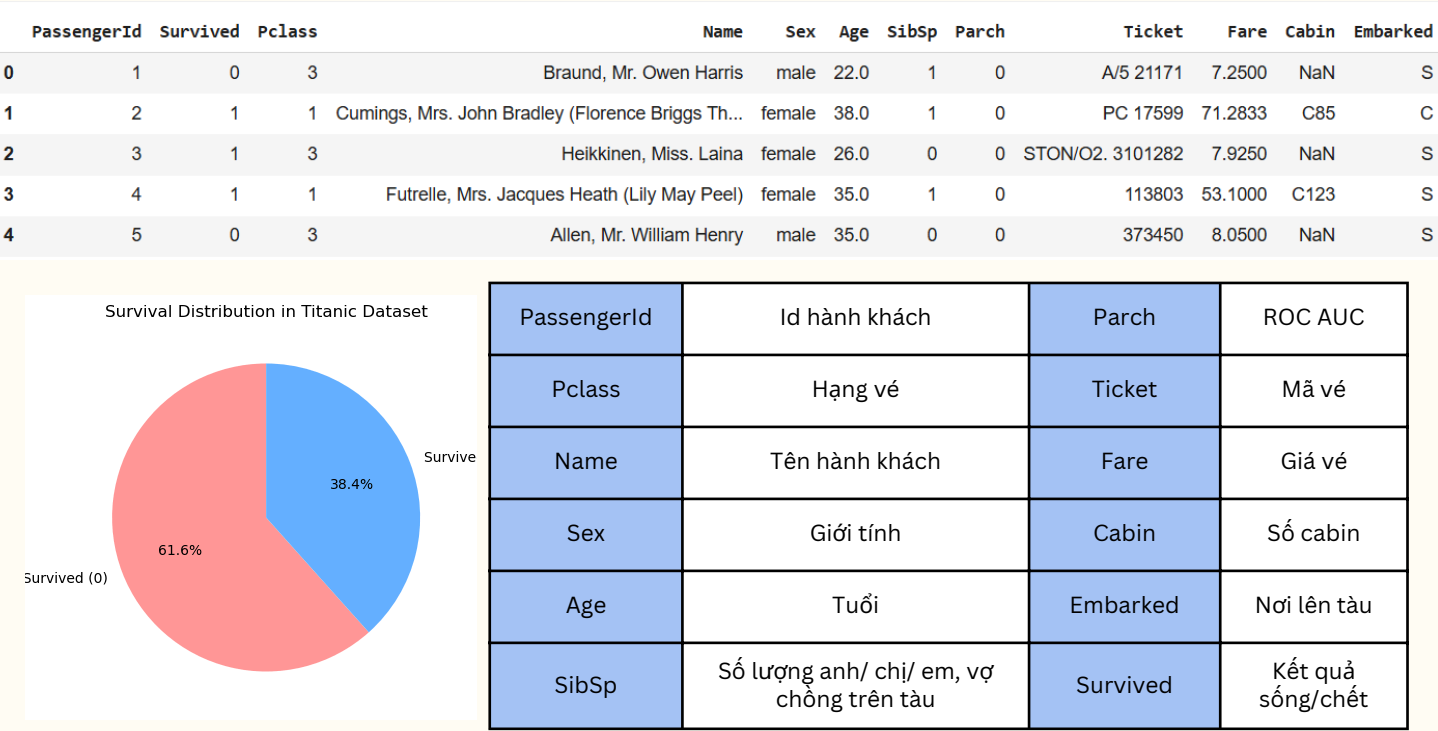 PassengerId Survived Pclass Name Sex Age SibSp Parch Ticket Fare Cabin Embarked
0 1 0 3 Braund, Mr. Owen Harris male 22.0 1 0 A/5 21171 7.2500 NaN S
1 2 1 1 Cumings, Mrs. John Bradley (Florence Briggs Th... female 38.0 1 0 PC 17599 71.2833 C85 C
2 3 1 3 Heikkinen, Miss. Laina female 26.0 0 0 STON/O2. 3101282 7.9250 NaN S
3 4 1 1 Futrelle, Mrs. Jacques Heath (Lily May Peel) female 35.0 1 0 113803 53.1000 C123 S
4 5 0 3 Allen, Mr. William Henry male 35.0 0 0 373450 8.0500 NaN S
Survival Distribution in Titanic Dataset
Survive
38.4%
61.6%
Survived (0)
PassengerId Id hành khách Parch ROC AUC
Pclass Hạng vé Ticket Mã vé
Name Tên hành khách Fare Giá vé
Sex Giới tính Cabin Số cabin
Age Tuổi Embarked Nơi lên tàu
SibSp Số lượng anh/ chị/ em, vợ
chồng trên tàu
Survived Kết quả
sống/chết